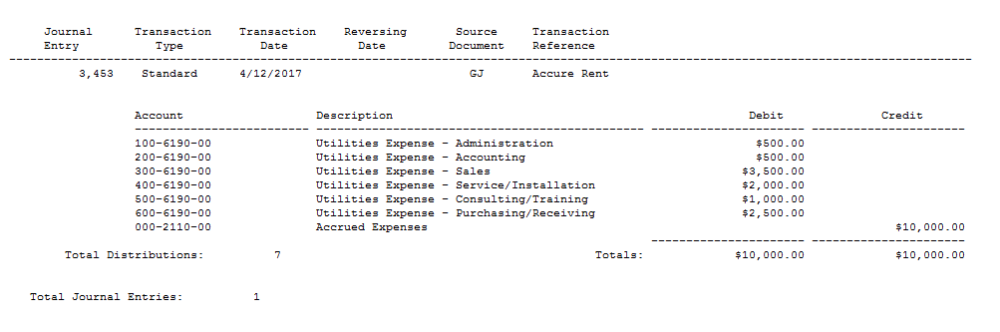 Journal Transaction Transaction Reversing Source Transaction
Entry Type Date Date Document Reference
3,453 Standard 4/12/2017 GJ Accure Rent
Account Description Debit Credit
100-6190-00 Utilities Expense - Administration $500.00
200-6190-00 Utilities Expense - Accounting $500.00
300-6190-00 Utilities Expense - Sales $3,500.00
400-6190-00 Utilities Expense - Service/Installation $2,000.00
500-6190-00 Utilities Expense - Consulting/Training $1,000.00
600-6190-00 Utilities Expense - Purchasing/Receiving $2,500.00
000-2110-00 Accrued Expenses $10,000.00
Total Distributions: 7 Totals: $10,000.00 $10,000.00
Total Journal Entries: 1